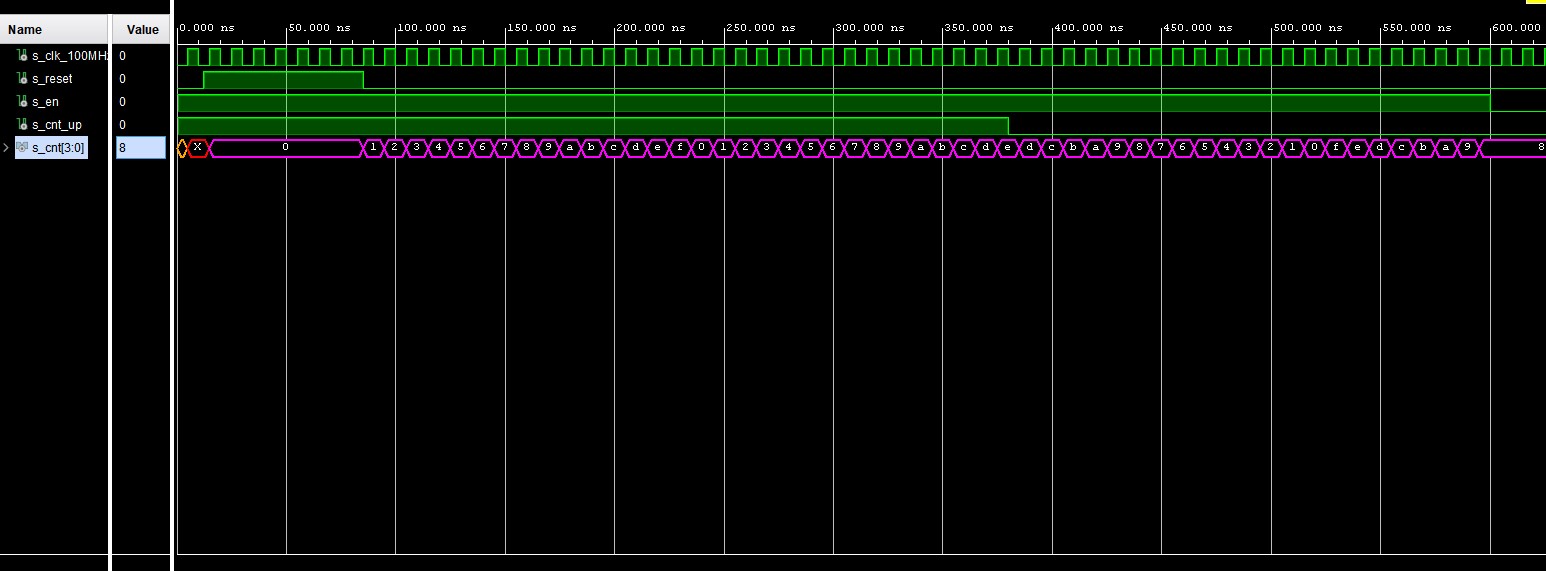 Name Value 0.000 ns 50.000 ns 100.000 ns 150.000 ns 200.000 ns 250.000 ns 300.000 ns 350.000 ns 400.000 ns 450.000 ns 500.000 ns 550.000 ns 600.000
s_clk_100MH 0
s_reset 0
s_en 0
s_cnt_up 0
s_cnt[3:0] 8 X 0 1 2 3 4 5 6 7 8 9 a b c d e f 0 1 2 3 4 5 6 7 8 9 a b c d e d c b a 9 8 7 6 5 4 3 2 1 0 f e d c b a 9 8